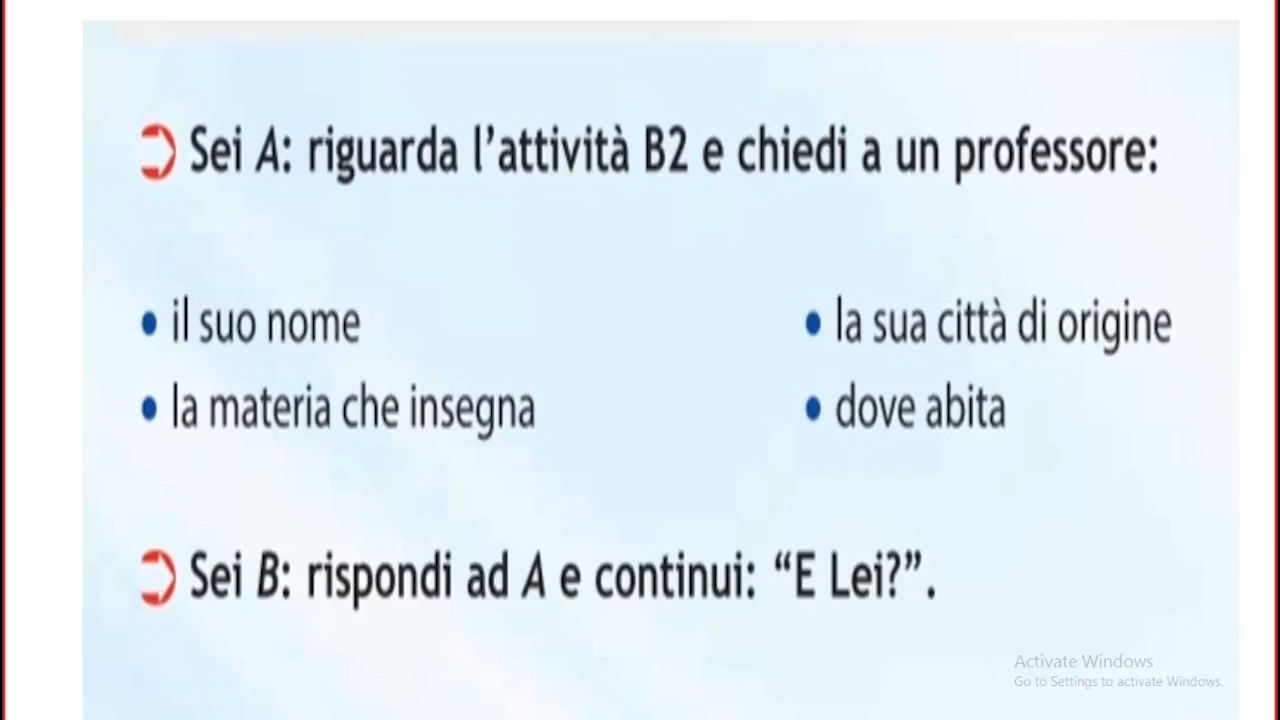 Sei A: riguarda l’attività B2 e chiedi a un professore:
• il suo nome
• la materia che insegna
• la sua città di origine
• dove abita
Sei B: rispondi ad A e continui: “E Lei?”.
Activate Windows
Go to Settings to activate Windows.